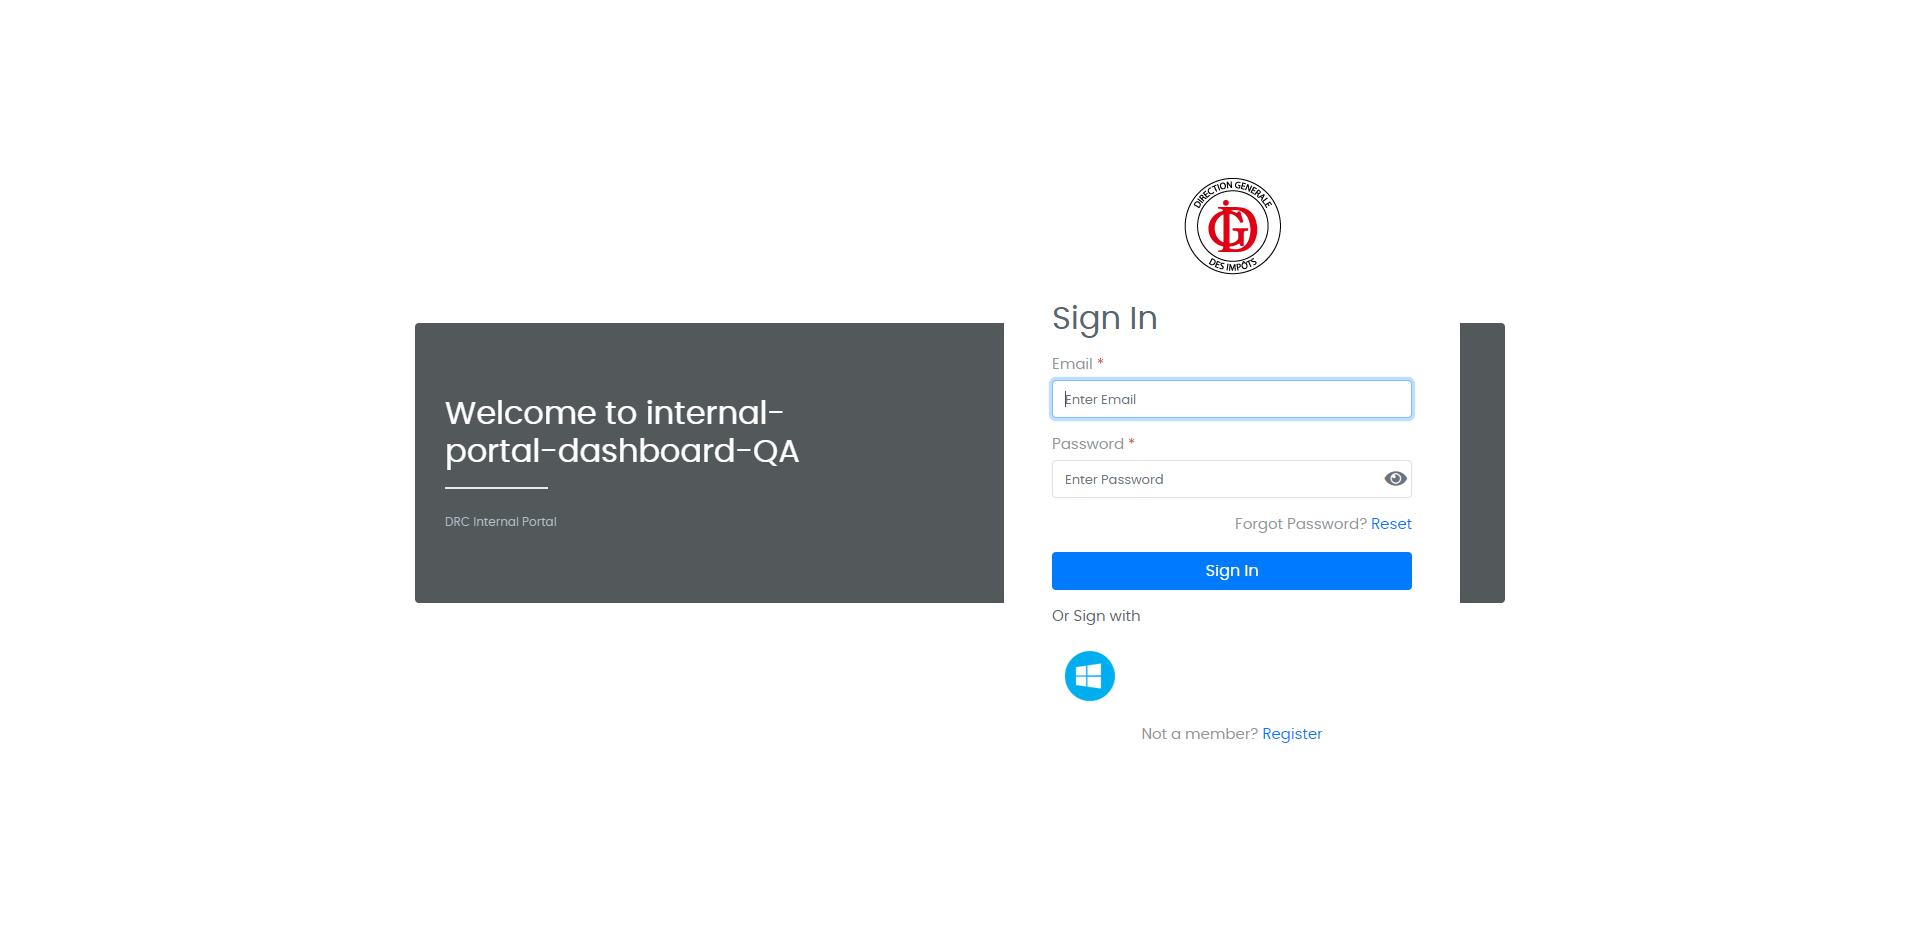 Welcome to internal-
portal-dashboard-QA
DRC Internal Portal
DIRECTION GENERALE
DES IMPÔTS
Sign In
Email *
Enter Email
Password *
Enter Password
Forgot Password? Reset
Sign In
Or Sign with
Not a member? Register